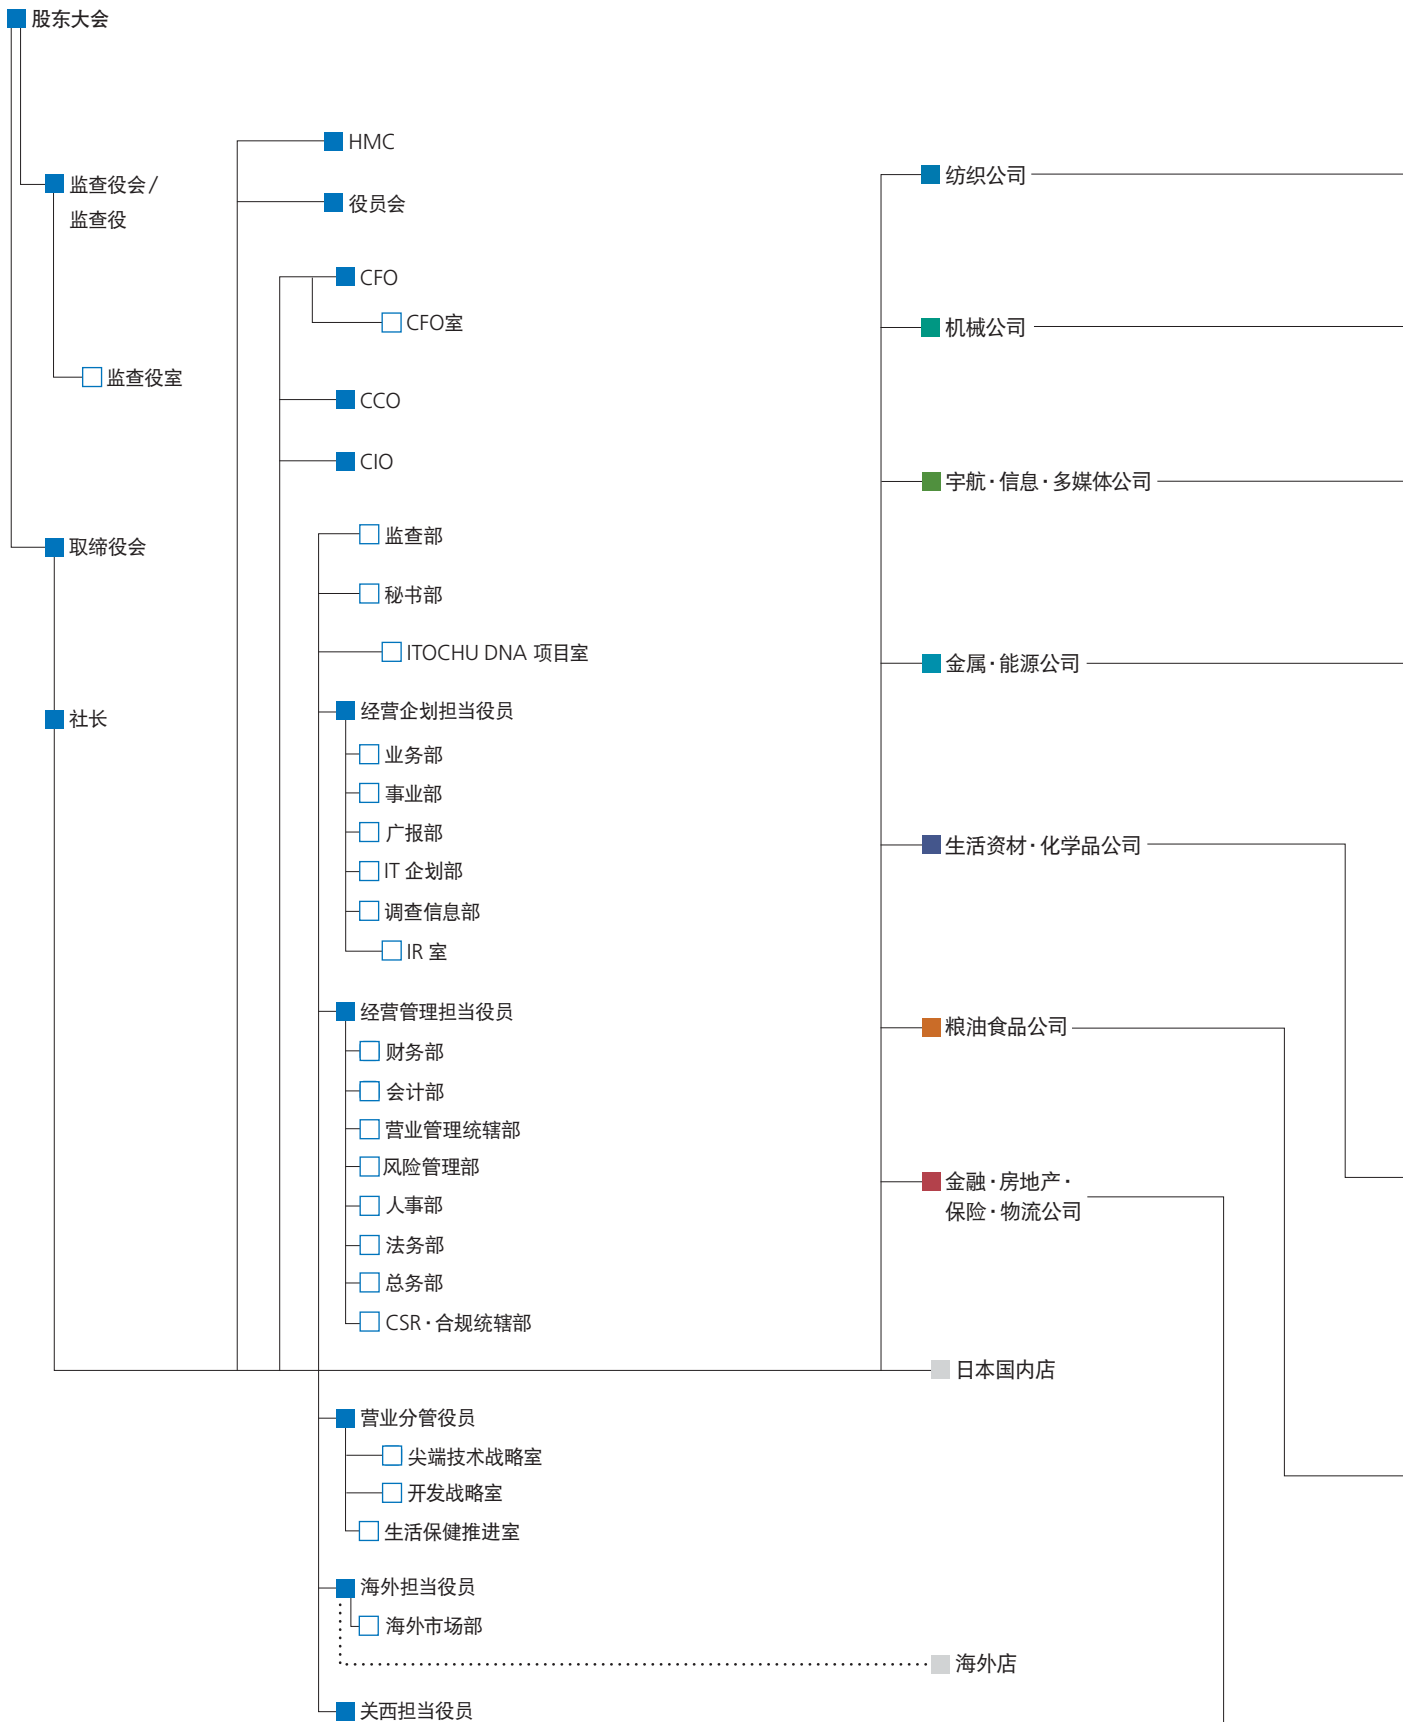 股东大会
监查役会/
监查役
监查役室
取缔役会
社长
HMC
役员会
CFO
CFO室
CCO
CIO
监查部
秘书部
ITOCHU DNA 项目室
经营企划担当役员
业务部
事业部
广报部
IT 企划部
调查信息部
IR 室
经营管理担当役员
财务部
会计部
营业管理统辖部
风险管理部
人事部
法务部
总务部
CSR·合规统辖部
营业分管役员
尖端技术战略室
开发战略室
生活保健推进室
海外担当役员
海外市场部
关西担当役员
纺织公司
机械公司
宇航·信息·多媒体公司
金属·能源公司
生活资材·化学品公司
粮油食品公司
金融·房地产·
保险·物流公司
日本国内店
海外店